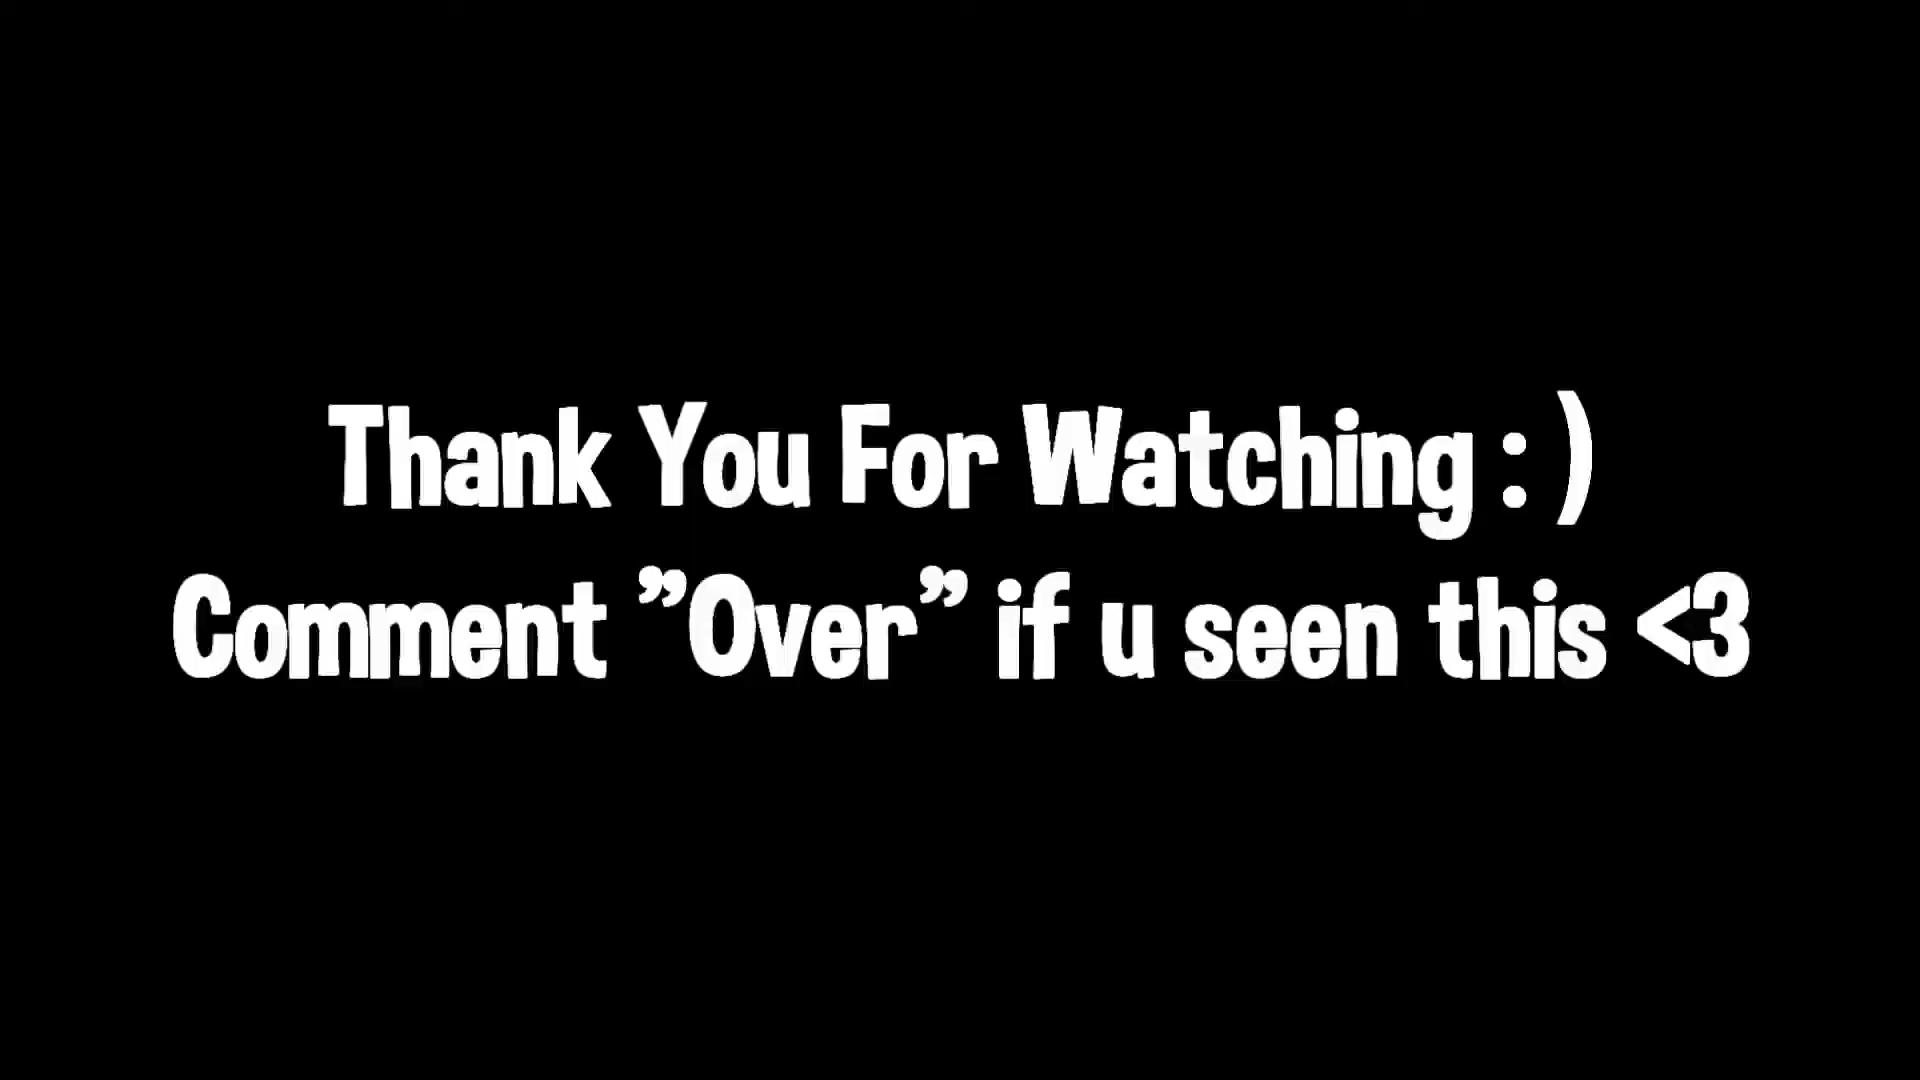 Thank You For Watching : )
Comment ”Over” if u seen this <3